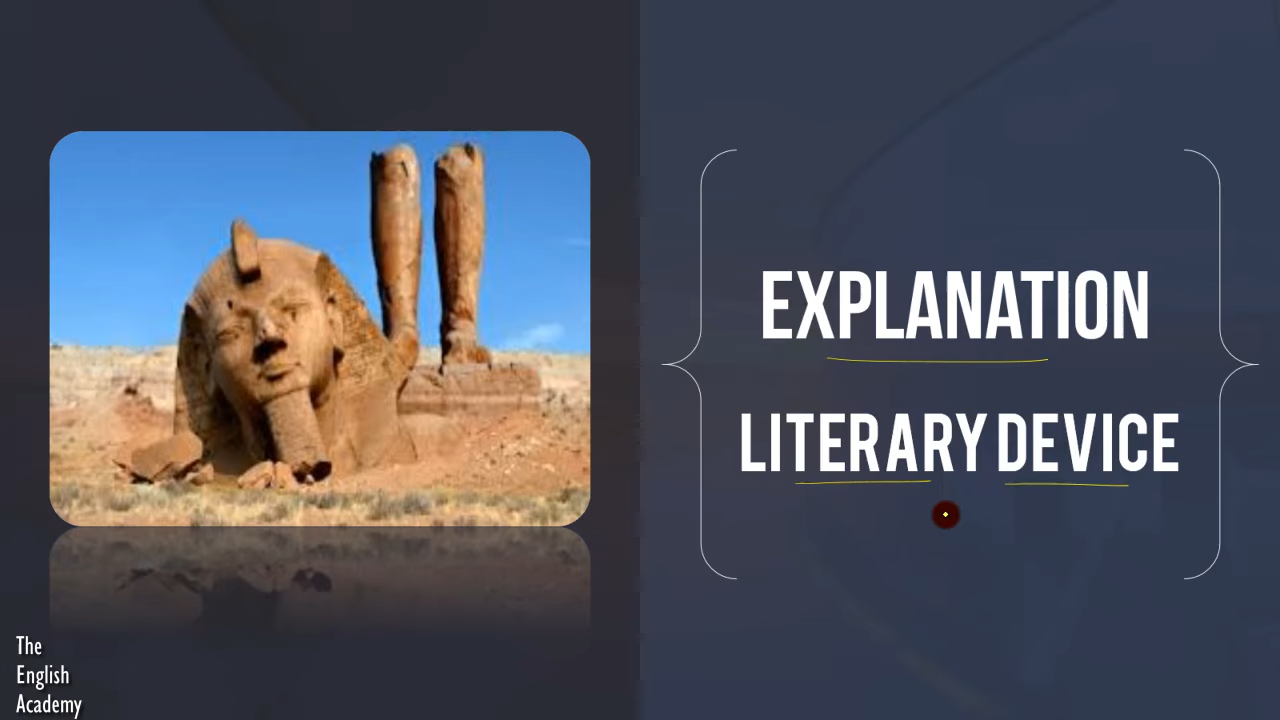 EXPLANATION
LITERARY DEVICE
The
English
Academy